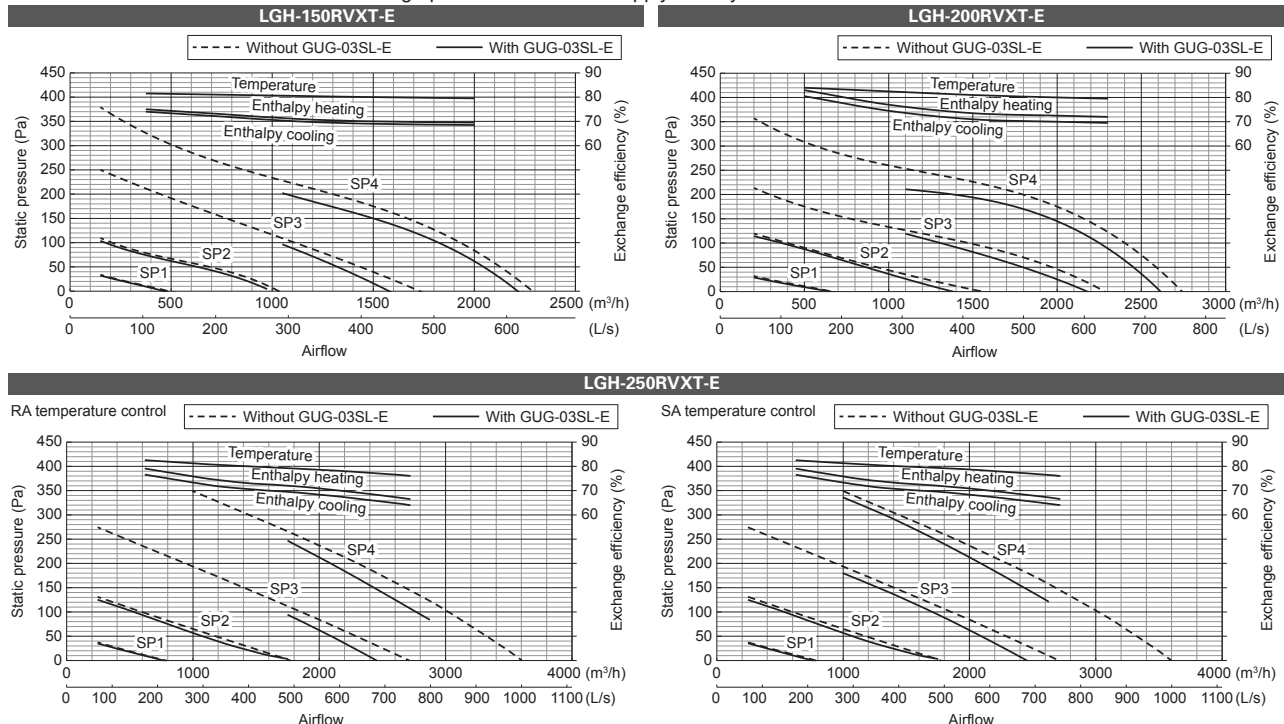 LGH-150RVXT-E
Without GUG-03SL-E With GUG-03SL-E
450
400
350
300
250
200
150
100
50
0
Static pressure (Pa)
Temperature
Enthalpy heating
Enthalpy cooling
SP4
SP3
SP2
SP1
90
80
70
60
Exchange efficiency (%)
0 500 1000 1500 2000 2500 (m³/h)
0 100 200 300 400 500 600 (L/s)
Airflow
LGH-200RVXT-E
Without GUG-03SL-E With GUG-03SL-E
450
400
350
300
250
200
150
100
50
0
Static pressure (Pa)
Temperature
Enthalpy heating
Enthalpy cooling
SP4
SP3
SP2
SP1
90
80
70
60
Exchange efficiency (%)
0 500 1000 1500 2000 2500 3000 (m³/h)
0 100 200 300 400 500 600 700 800 (L/s)
Airflow
LGH-250RVXT-E
RA temperature control
Without GUG-03SL-E With GUG-03SL-E
450
400
350
300
250
200
150
100
50
0
Static pressure (Pa)
Temperature
Enthalpy heating
Enthalpy cooling
SP4
SP3
SP2
SP1
90
80
70
60
Exchange efficiency (%)
0 1000 2000 3000 4000 (m³/h)
0 100 200 300 400 500 600 700 800 900 1000 1100 (L/s)
Airflow
SA temperature control
Without GUG-03SL-E With GUG-03SL-E
450
400
350
300
250
200
150
100
50
0
Static pressure (Pa)
Temperature
Enthalpy heating
Enthalpy cooling
SP4
SP3
SP2
SP1
90
80
70
60
Exchange efficiency (%)
0 1000 2000 3000 4000 (m³/h)
0 100 200 300 400 500 600 700 800 900 1000 1100 (L/s)
Airflow